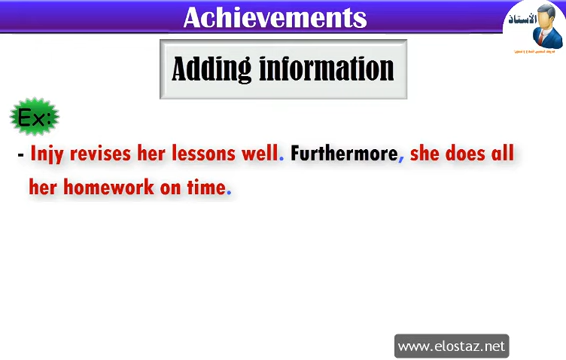 Achievements
الأستاذ
Adding information
Ex:
- Injy revises her lessons well. Furthermore, she does all
her homework on time.
www.elostaz.net